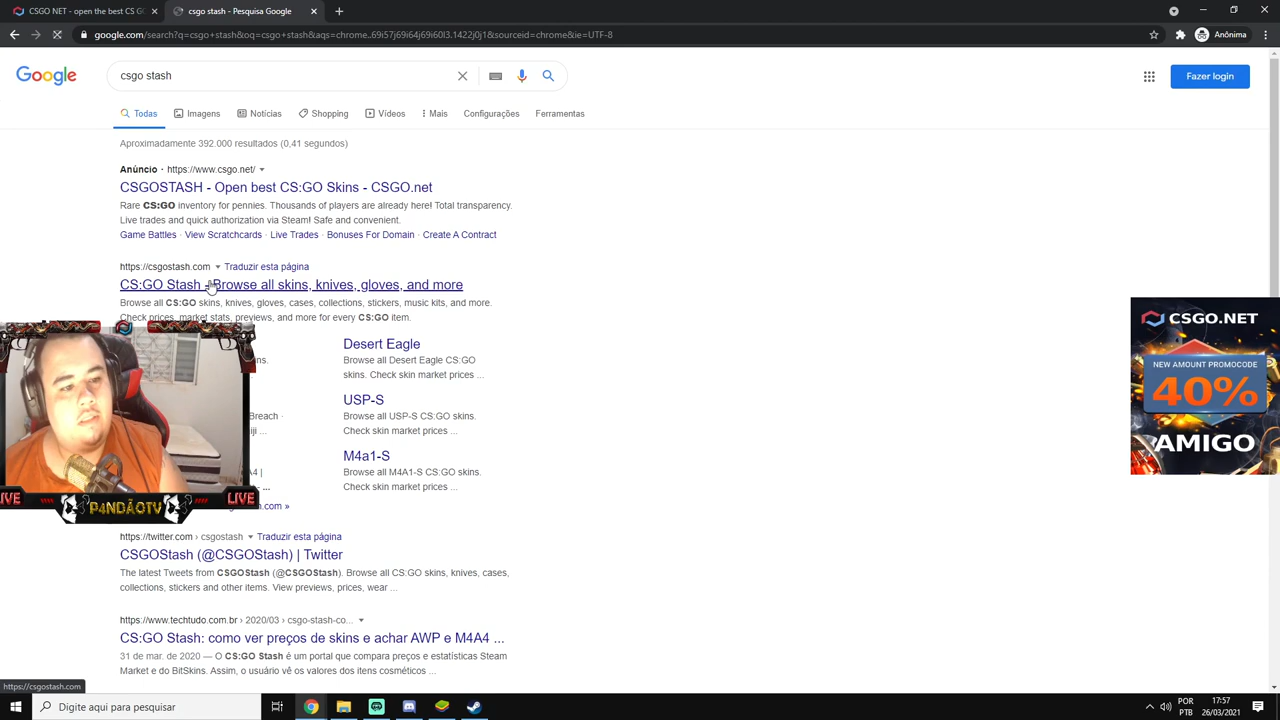 CSGO NET - open the best CS G
csgo stash - Pesquisa Google
google.com/search?q=csgo+stash&oq=csgo+stash&aqs=chrome..69i57j69i64j69i60l3.1422j0j1&sourceid=chrome&ie=UTF-8
Anônima
Google
csgo stash
Fazer login
Todas
Imagens
Notícias
Shopping
Vídeos
Mais
Configurações
Ferramentas
Aproximadamente 392.000 resultados (0,41 segundos)
Anúncio · https://www.csgo.net/
CSGOSTASH - Open best CS:GO Skins - CSGO.net
Rare CS:GO inventory for pennies. Thousands of players are already here! Total transparency.
Live trades and quick authorization via Steam! Safe and convenient.
Game Battles · View Scratchcards · Live Trades · Bonuses For Domain · Create A Contract
https://csgostash.com Traduzir esta página
CS:GO Stash - Browse all skins, knives, gloves, and more
Browse all CS:GO skins, knives, gloves, cases, collections, stickers, music kits, and more.
Check prices, market stats, previews, and more for every CS:GO item.
Desert Eagle
ns. Browse all Desert Eagle CS:GO
skins. Check skin market prices ...
USP-S
Breach · Browse all USP-S CS:GO skins.
iji ... Check skin market prices ...
M4a1-S
A4 | Browse all M4A1-S CS:GO skins.
... Check skin market prices ...
.com »
https://twitter.com › csgostash Traduzir esta página
CSGOStash (@CSGOStash) | Twitter
The latest Tweets from CSGOStash (@CSGOStash). Browse all CS:GO skins, knives, cases,
collections, stickers and other items. View previews, prices, wear ...
https://www.techtudo.com.br › 2020/03 › csgo-stash-co...
CS:GO Stash: como ver preços de skins e achar AWP e M4A4 ...
31 de mar. de 2020 — O CS:GO Stash é um portal que compara preços e estatísticas Steam
Market e do BitSkins. Assim, o usuário vê os valores dos itens cosméticos ...
CSGO.NET
NEW AMOUNT PROMOCODE
40%
AMIGO
LIVE
P4NDÃOTV
LIVE
https://csgostash.com
Digite aqui para pesquisar
POR
PTB
17:57
26/03/2021